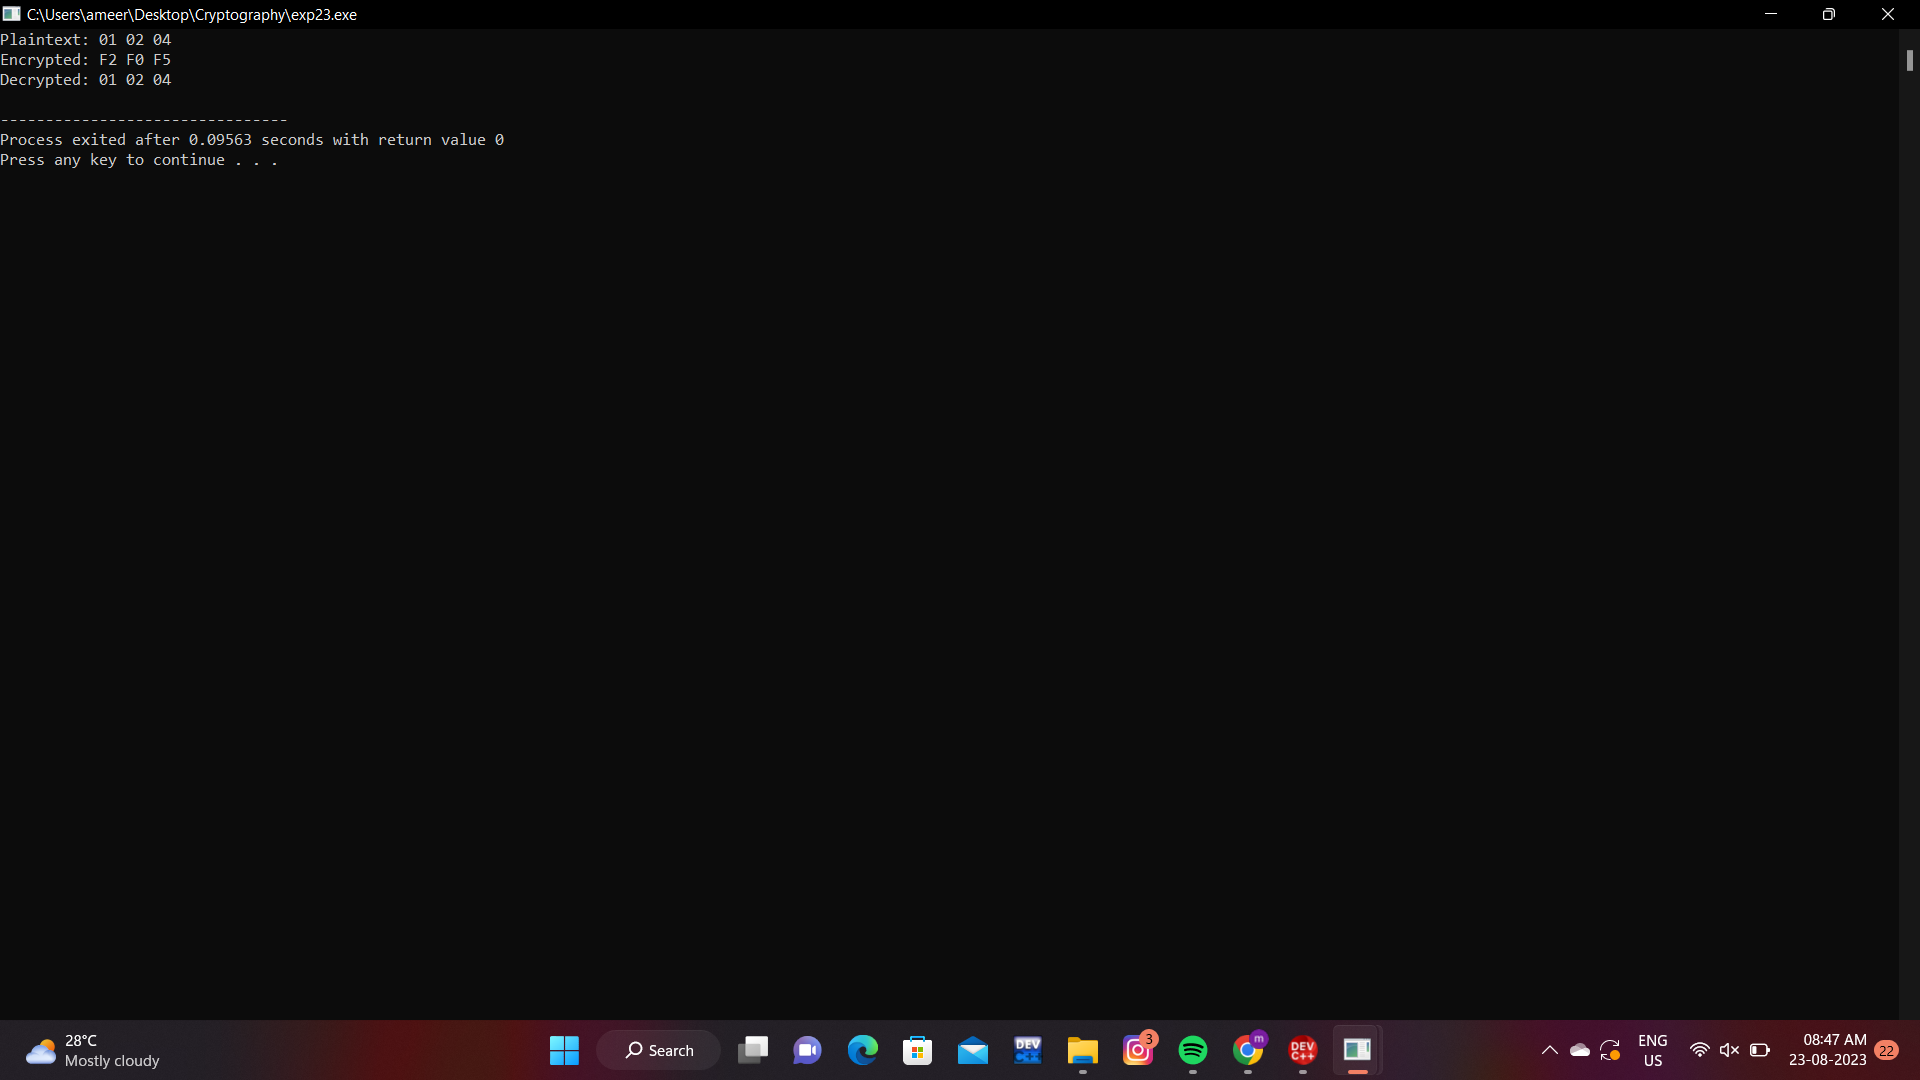 C:\Users\ameer\Desktop\Cryptography\exp23.exe
Plaintext: 01 02 04
Encrypted: F2 F0 F5
Decrypted: 01 02 04
--------------------------------
Process exited after 0.09563 seconds with return value 0
Press any key to continue . . .
28°C
Mostly cloudy
Search
DEV
C++
3
m
DEV
C++
ENG
US
08:47 AM
23-08-2023
22